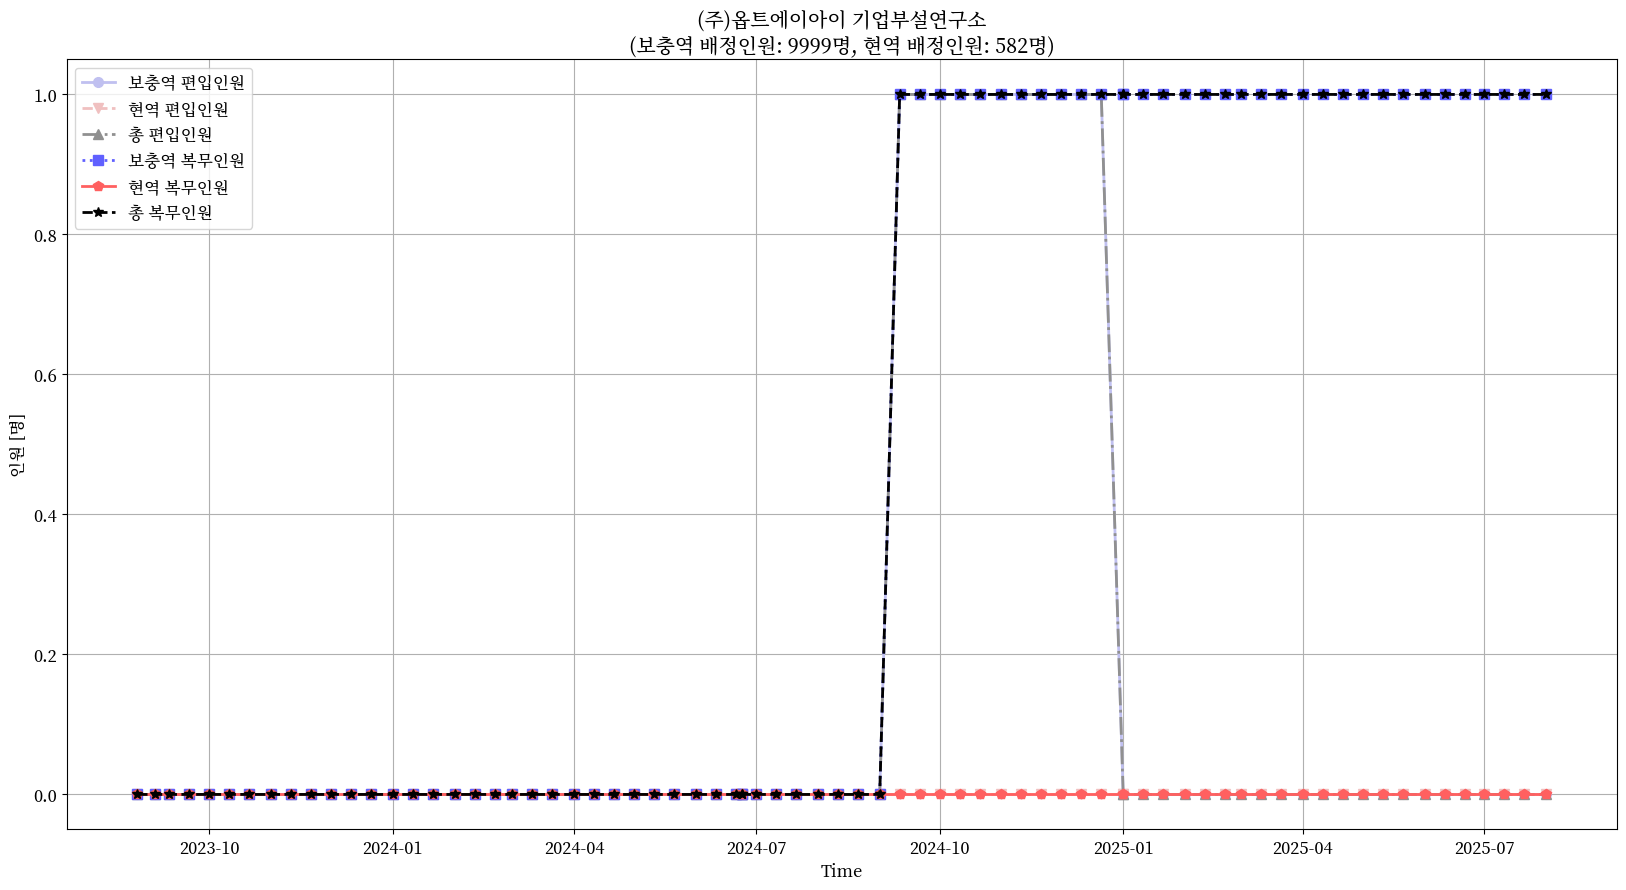 (주)옵트에이아이 기업부설연구소
(보충역 배정인원: 9999명, 현역 배정인원: 582명)
보충역 편입인원
현역 편입인원
총 편입인원
보충역 복무인원
현역 복무인원
총 복무인원
1.0
0.8
0.6
0.4
0.2
0.0
인원 [명]
2023-10
2024-01
2024-04
2024-07
2024-10
2025-01
2025-04
2025-07
Time